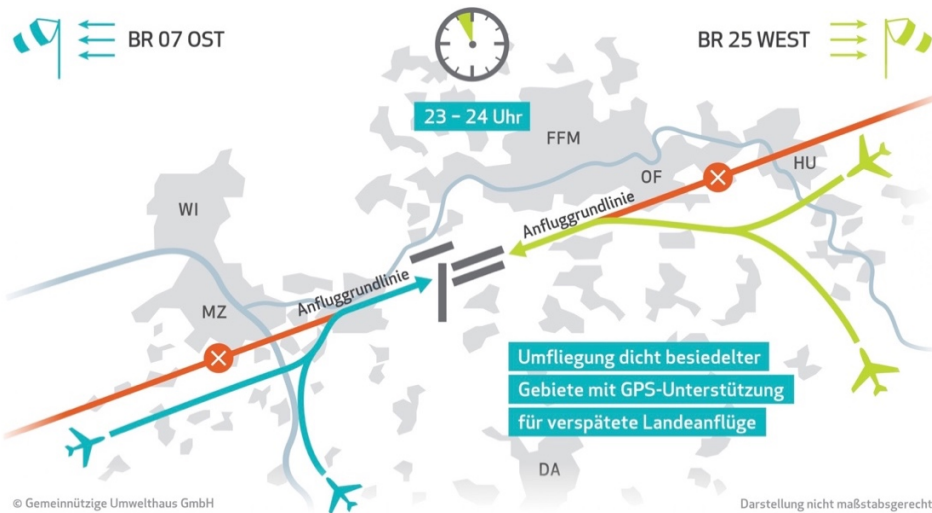 BR 07 OST
BR 25 WEST
23 – 24 Uhr
FFM
OF
HU
WI
Anfluggrundlinie
Anfluggrundlinie
MZ
Umfliegung dicht besiedelter
Gebiete mit GPS-Unterstützung
für verspätete Landeanflüge
DA
© Gemeinnützige Umwelthaus GmbH
Darstellung nicht maßstabsgerecht